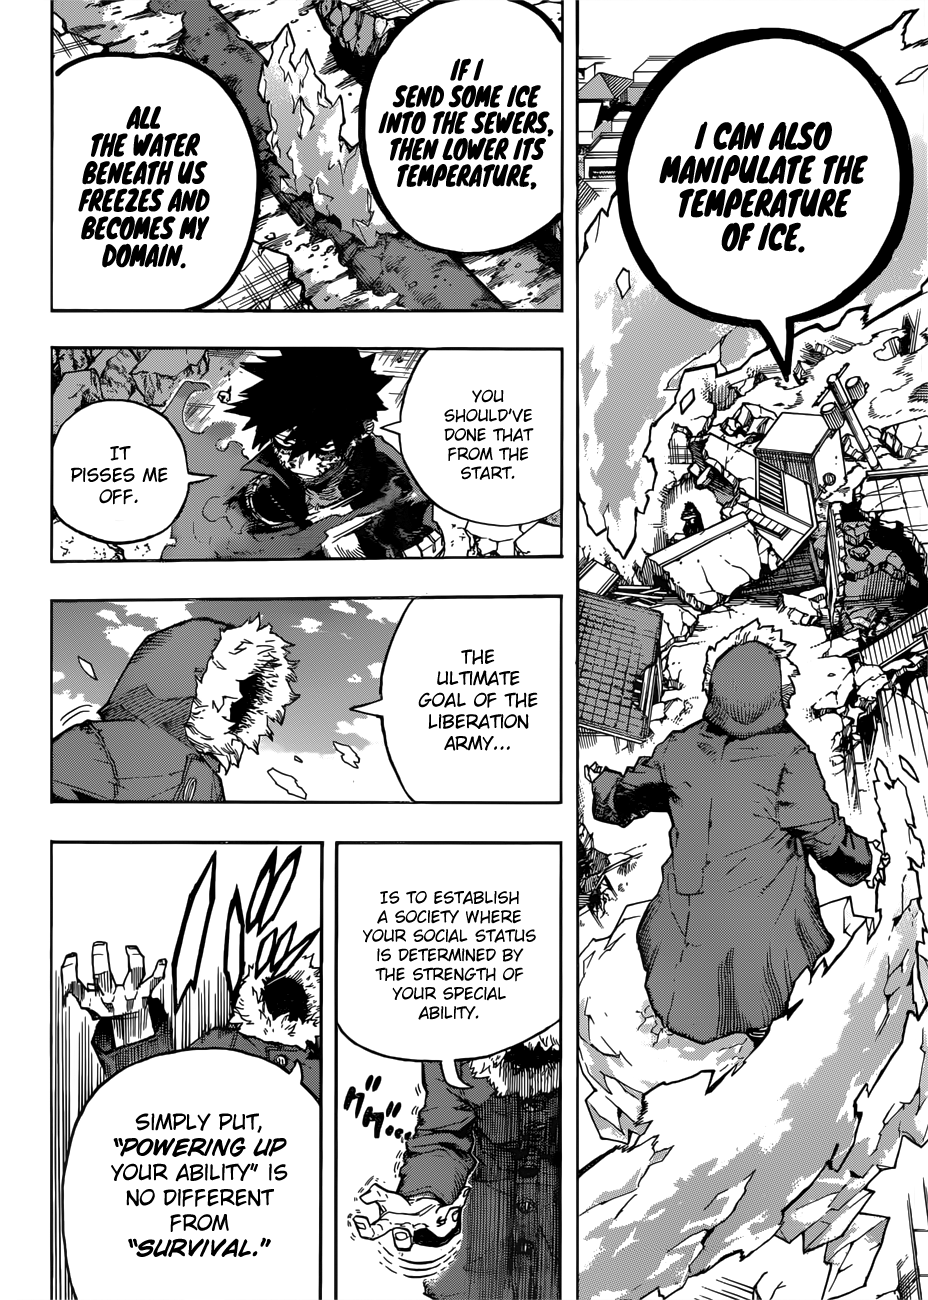 I CAN ALSO
MANIPULATE THE
TEMPERATURE
OF ICE.
IF I
SEND SOME ICE
INTO THE SEWERS,
THEN LOWER ITS
TEMPERATURE,
ALL
THE WATER
BENEATH US
FREEZES AND
BECOMES MY
DOMAIN.
YOU
SHOULD'VE
DONE THAT
FROM THE
START.
IT
PISSES ME
OFF.
THE
ULTIMATE
GOAL OF THE
LIBERATION
ARMY...
IS TO ESTABLISH
A SOCIETY WHERE
YOUR SOCIAL STATUS
IS DETERMINED BY
THE STRENGTH OF
YOUR SPECIAL
ABILITY.
SIMPLY PUT,
"POWERING UP
YOUR ABILITY" IS
NO DIFFERENT
FROM
"SURVIVAL."